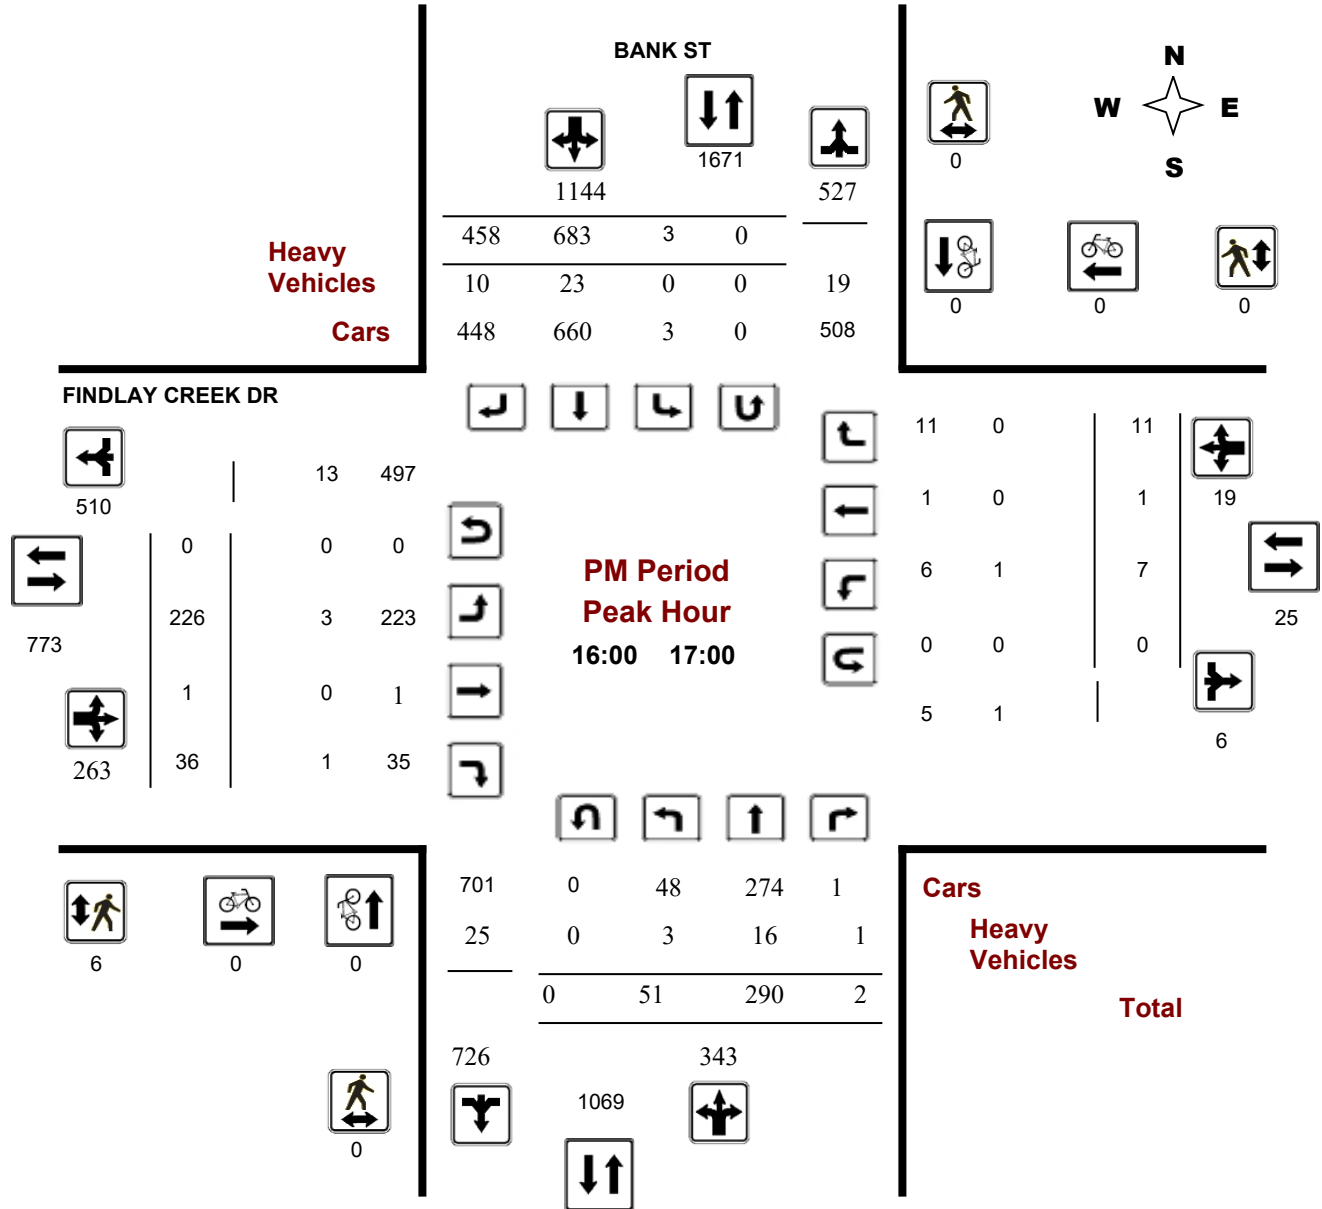 BANK ST
N
W E
S
1671
1144
527
0
458 683 3 0
Heavy
Vehicles
10 23 0 0 19
Cars
448 660 3 0 508
0 0 0
FINDLAY CREEK DR
510
13 497
0 0 0
226 3 223
773
1 0 1
263
36 1 35
PM Period
Peak Hour
16:00 17:00
11 0 11
1 0 1
19
6 1 7
25
0 0 0
5 1
6
701 0 48 274 1
25 0 3 16 1
0 51 290 2
726 343
1069
6 0 0
0
Cars
Heavy
Vehicles
Total